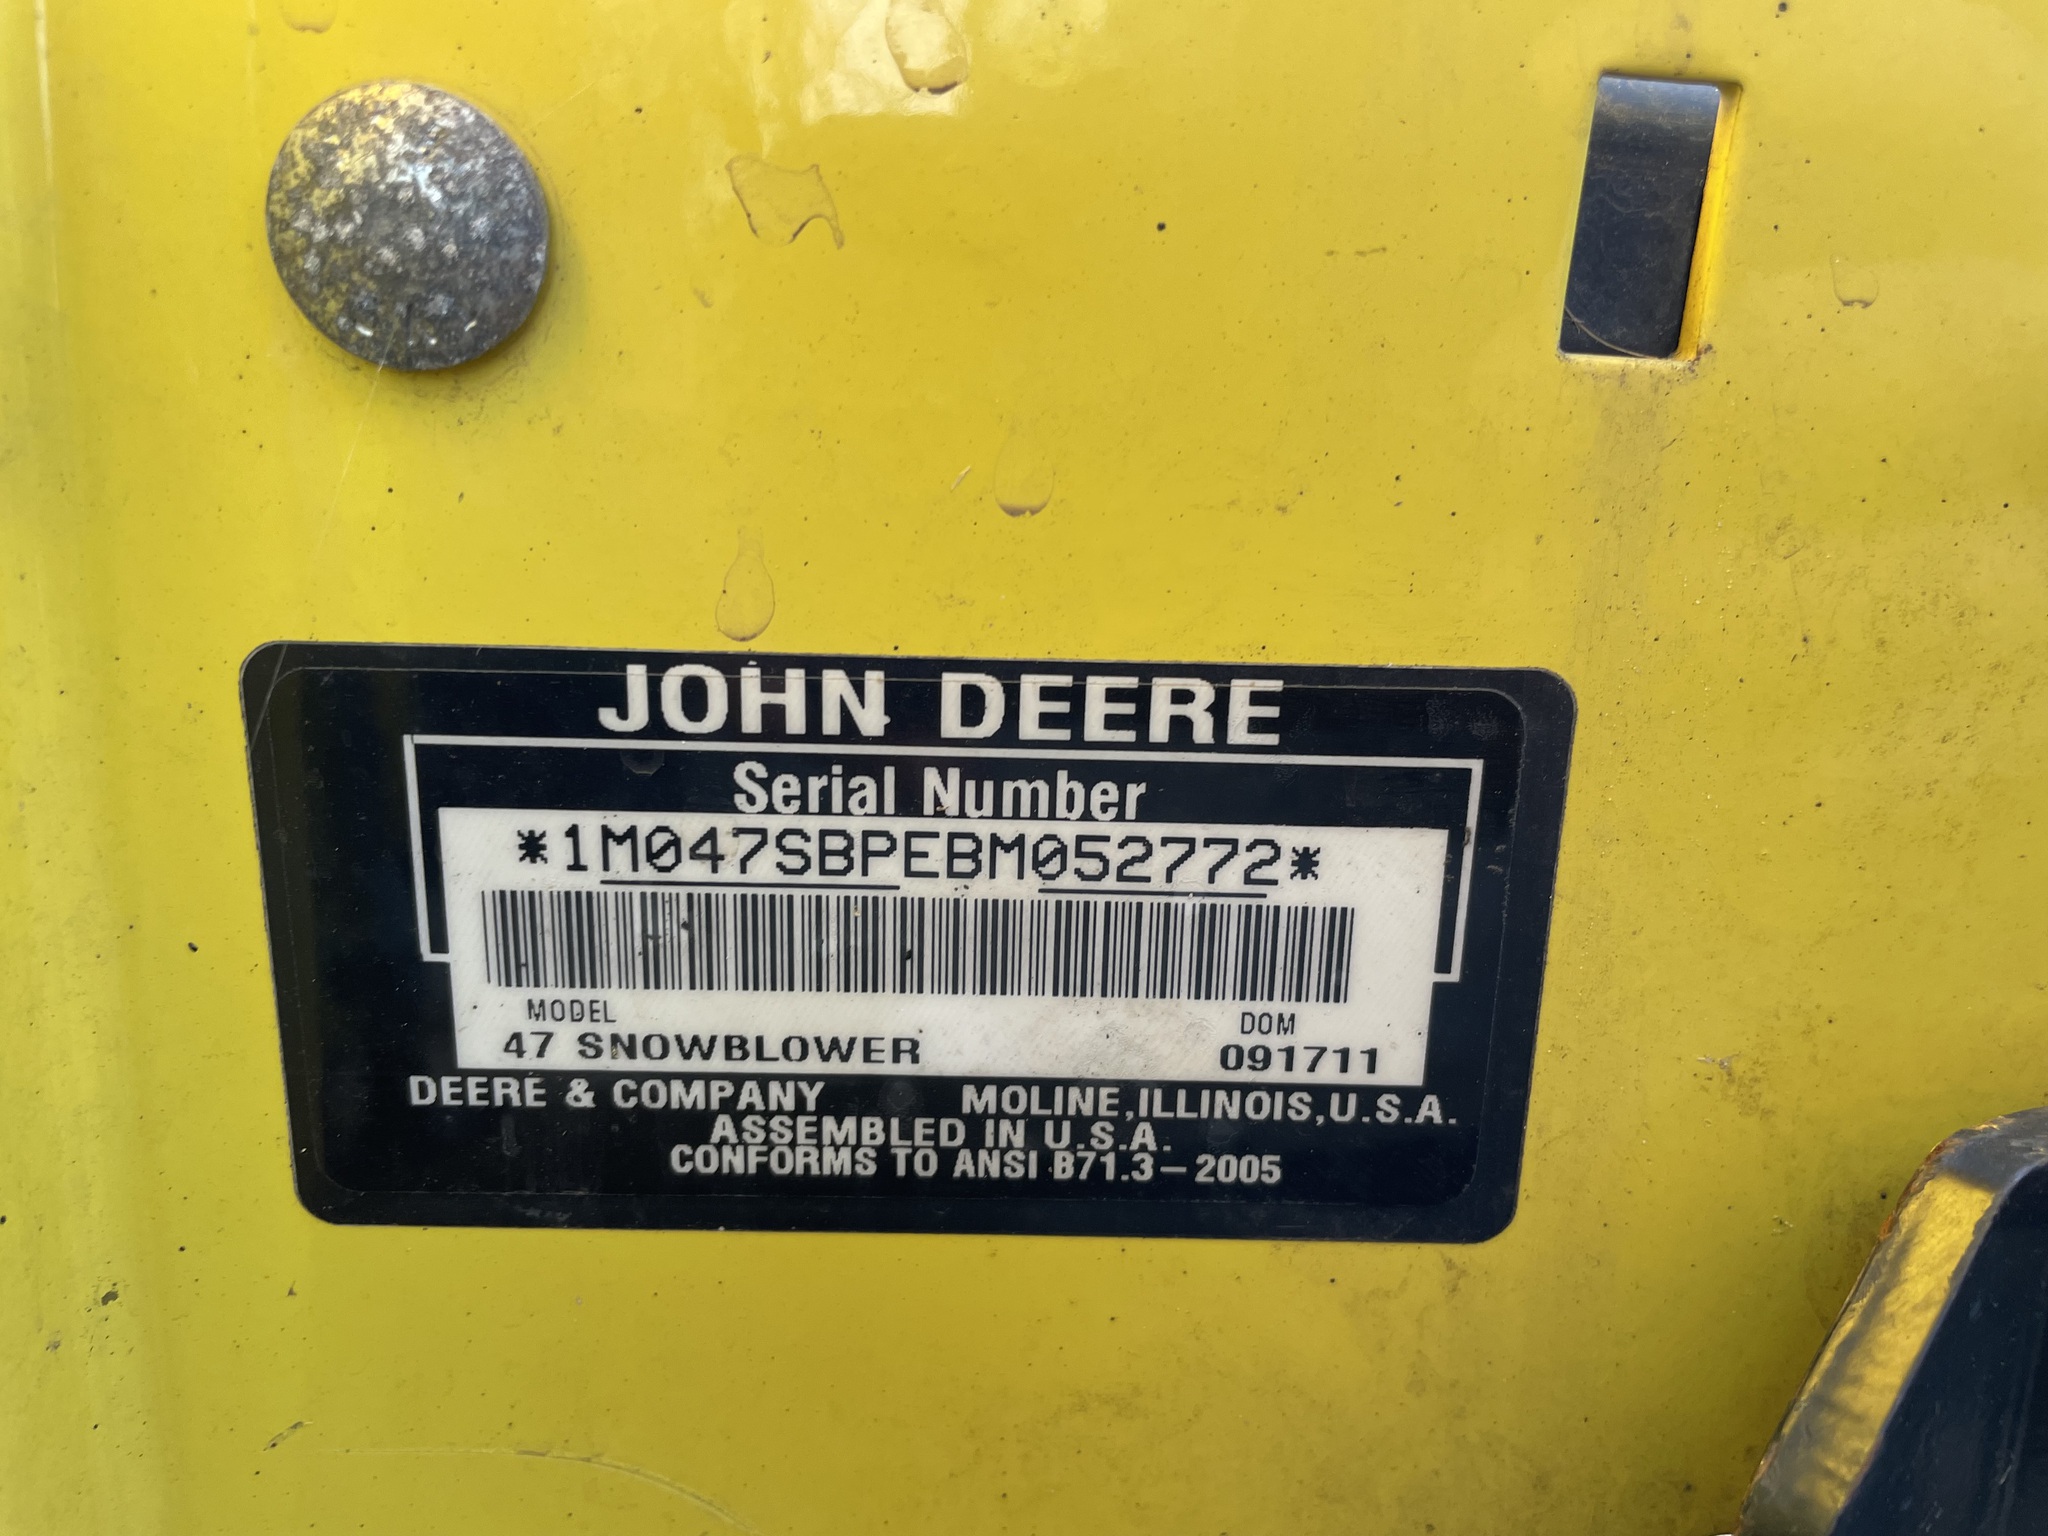 JOHN DEERE
Serial Number
*1M047SBPEBM052772*
MODEL DOM
47 SNOWBLOWER 091711
DEERE & COMPANY MOLINE,ILLINOIS,U.S.A.
ASSEMBLED IN U.S.A.
CONFORMS TO ANSI B71.3-2005